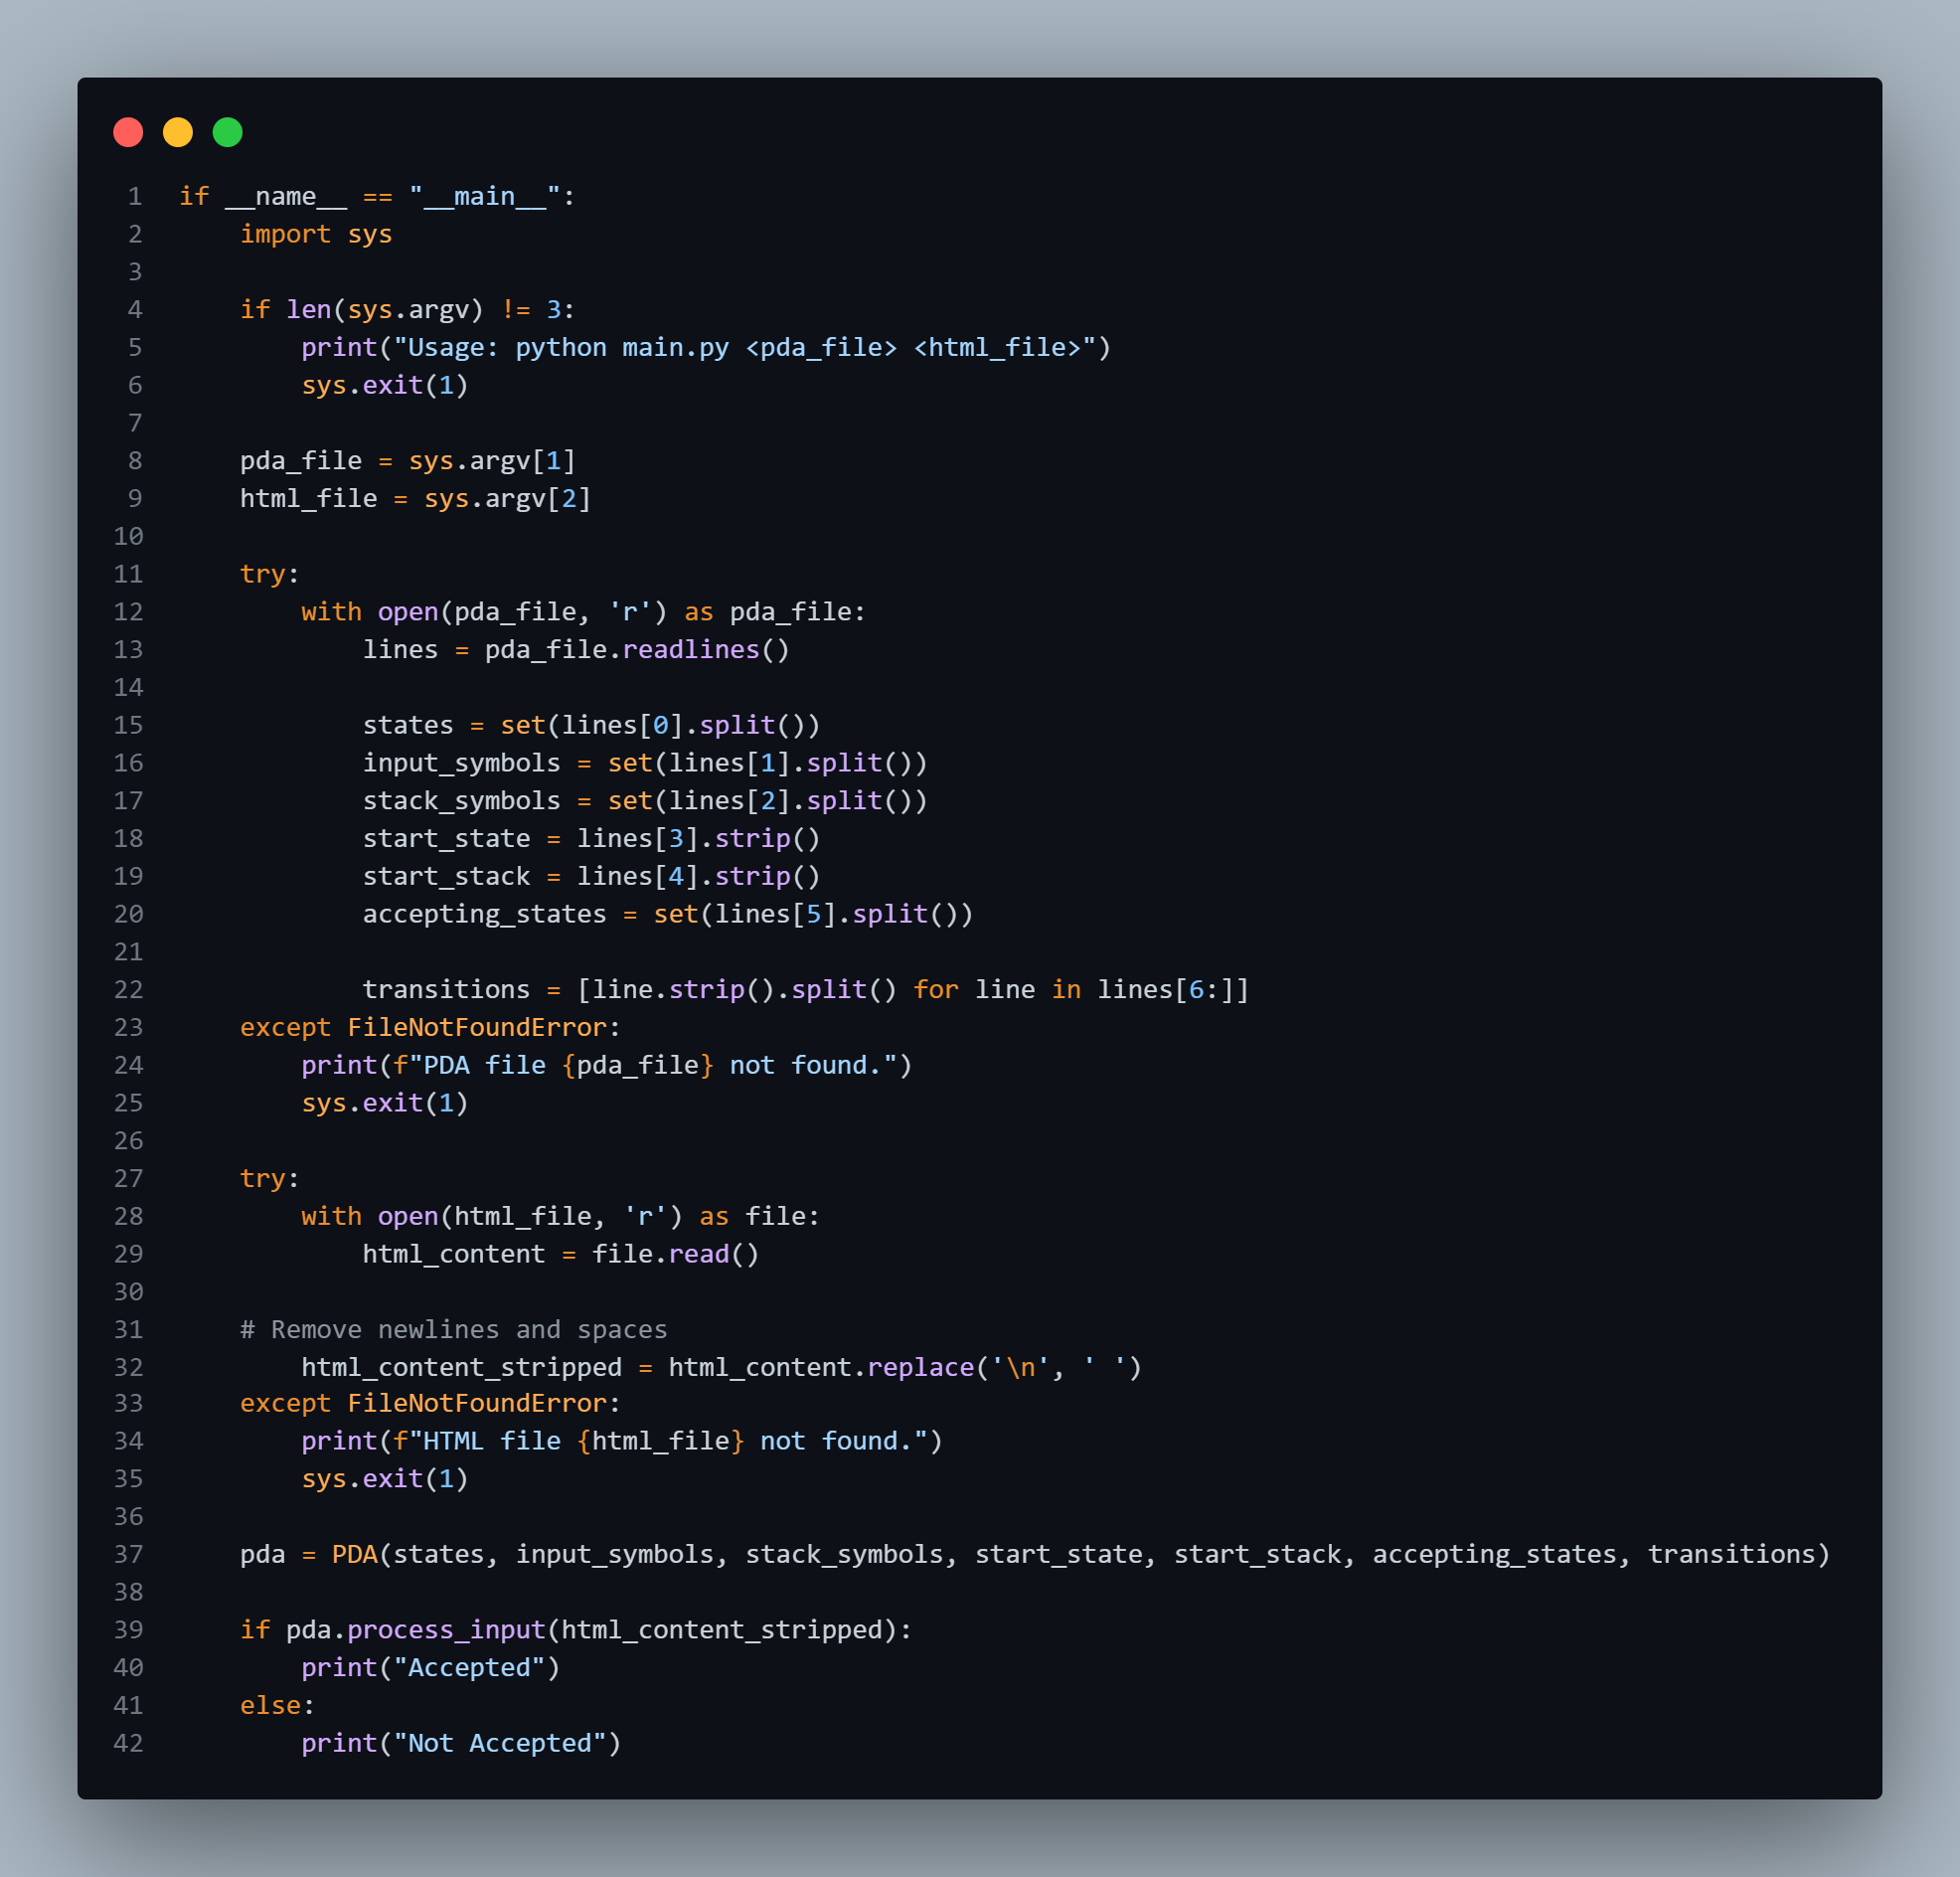 1 if __name__ == "__main__":
2     import sys
3
4     if len(sys.argv) != 3:
5         print("Usage: python main.py <pda_file> <html_file>")
6         sys.exit(1)
7
8     pda_file = sys.argv[1]
9     html_file = sys.argv[2]
10
11     try:
12         with open(pda_file, 'r') as pda_file:
13             lines = pda_file.readlines()
14
15             states = set(lines[0].split())
16             input_symbols = set(lines[1].split())
17             stack_symbols = set(lines[2].split())
18             start_state = lines[3].strip()
19             start_stack = lines[4].strip()
20             accepting_states = set(lines[5].split())
21
22             transitions = [line.strip().split() for line in lines[6:]]
23     except FileNotFoundError:
24         print(f"PDA file {pda_file} not found.")
25         sys.exit(1)
26
27     try:
28         with open(html_file, 'r') as file:
29             html_content = file.read()
30
31     # Remove newlines and spaces
32         html_content_stripped = html_content.replace('\n', ' ')
33     except FileNotFoundError:
34         print(f"HTML file {html_file} not found.")
35         sys.exit(1)
36
37     pda = PDA(states, input_symbols, stack_symbols, start_state, start_stack, accepting_states, transitions)
38
39     if pda.process_input(html_content_stripped):
40         print("Accepted")
41     else:
42         print("Not Accepted")